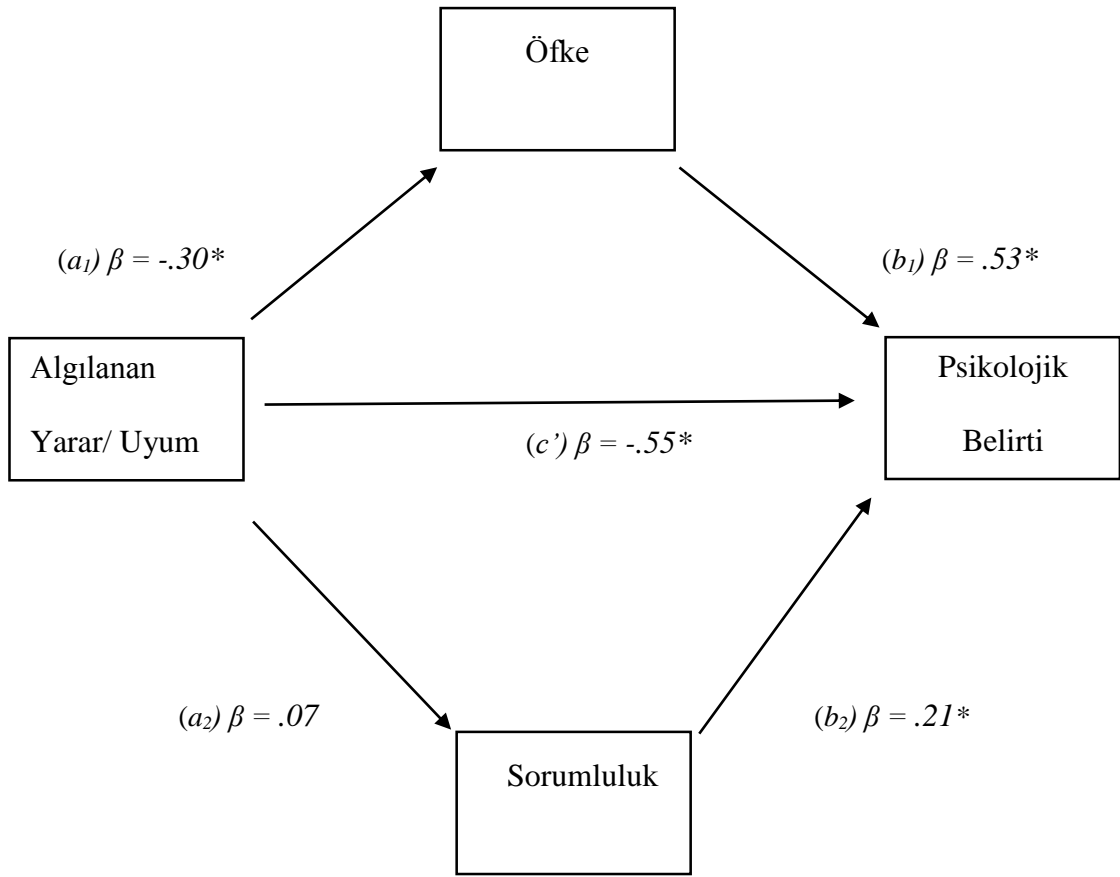 Öfke
(a₁) β = -.30*
(b₁) β = .53*
Algılanan
Yarar/ Uyum
(c’) β = -.55*
Psikolojik
Belirti
(a₂) β = .07
(b₂) β = .21*
Sorumluluk